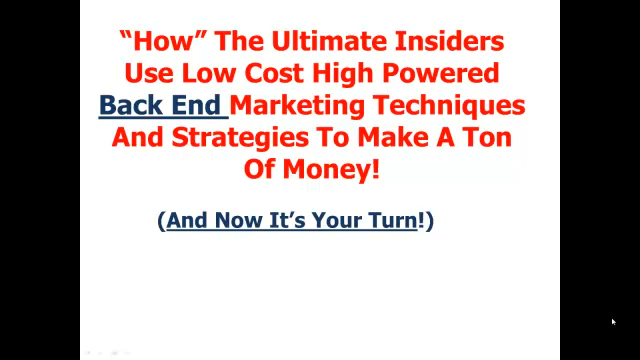 “How” The Ultimate Insiders
Use Low Cost High Powered
Back End Marketing Techniques
And Strategies To Make A Ton
Of Money!
(And Now It’s Your Turn!)